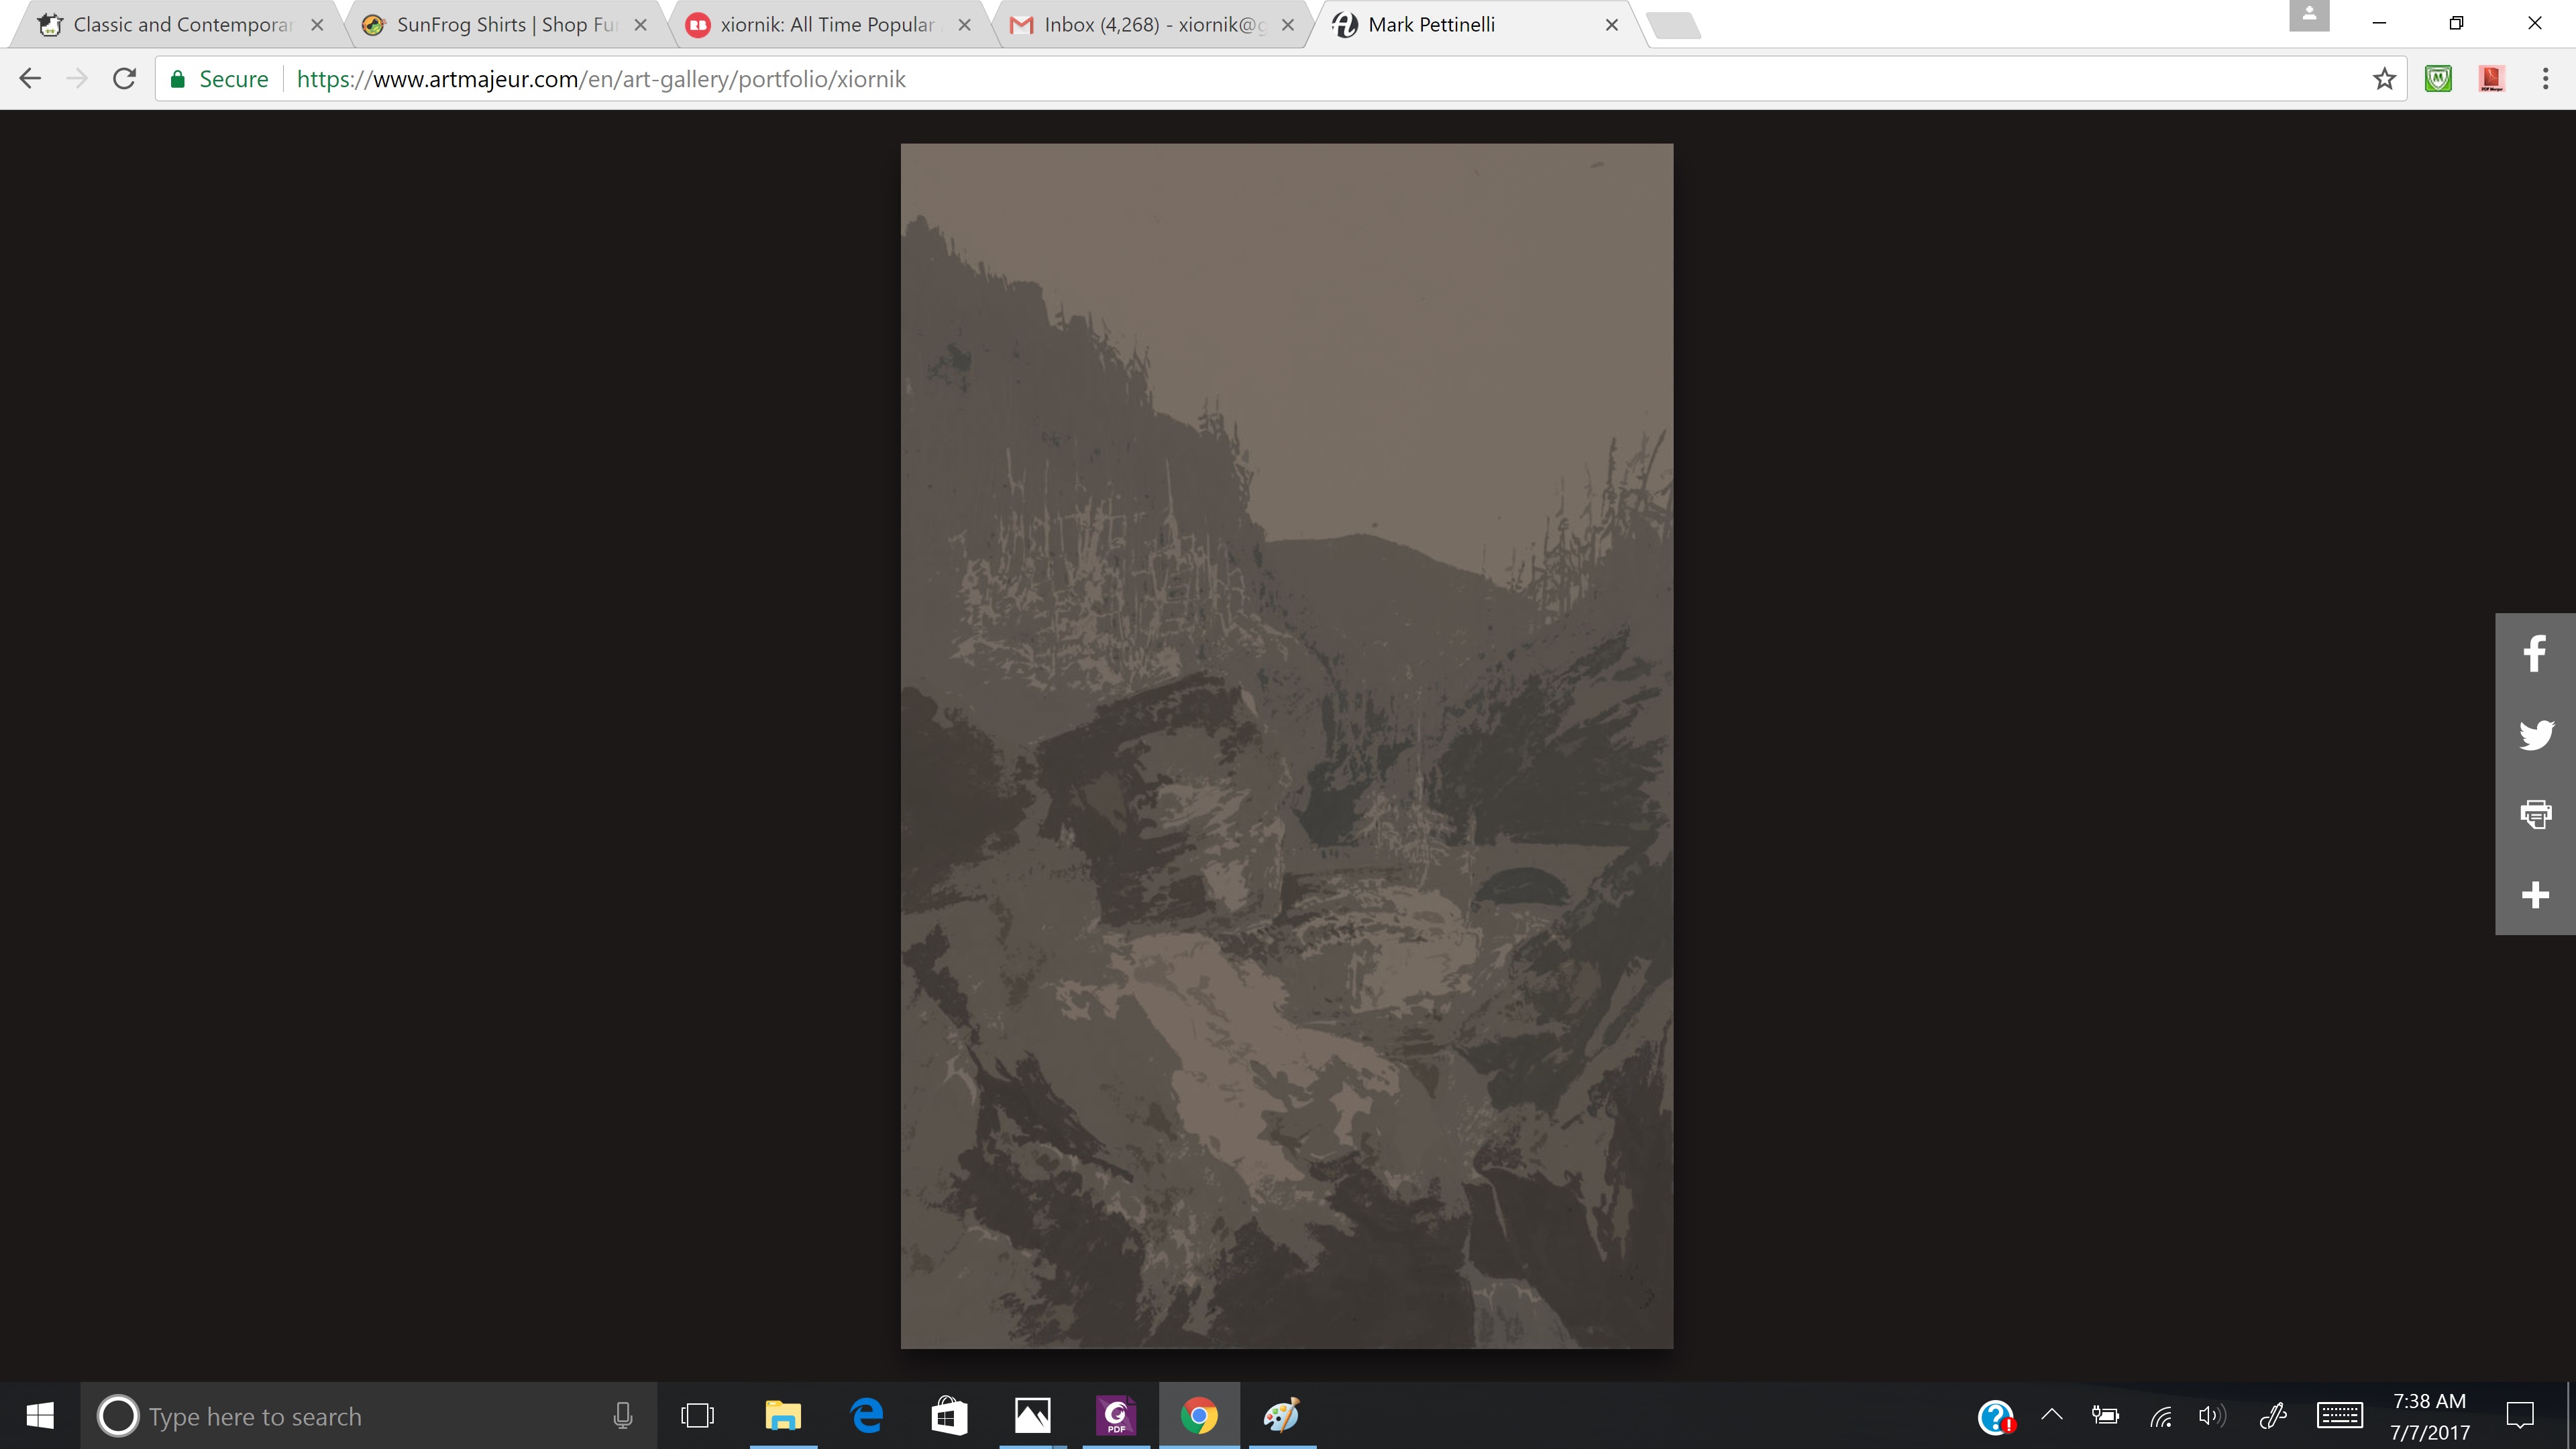 Classic and Contemporar
SunFrog Shirts | Shop Fu
xiornik: All Time Popular
Inbox (4,268) - xiornik@g
Mark Pettinelli
Secure
https://www.artmajeur.com/en/art-gallery/portfolio/xiornik
Type here to search
PDF
7:38 AM
7/7/2017